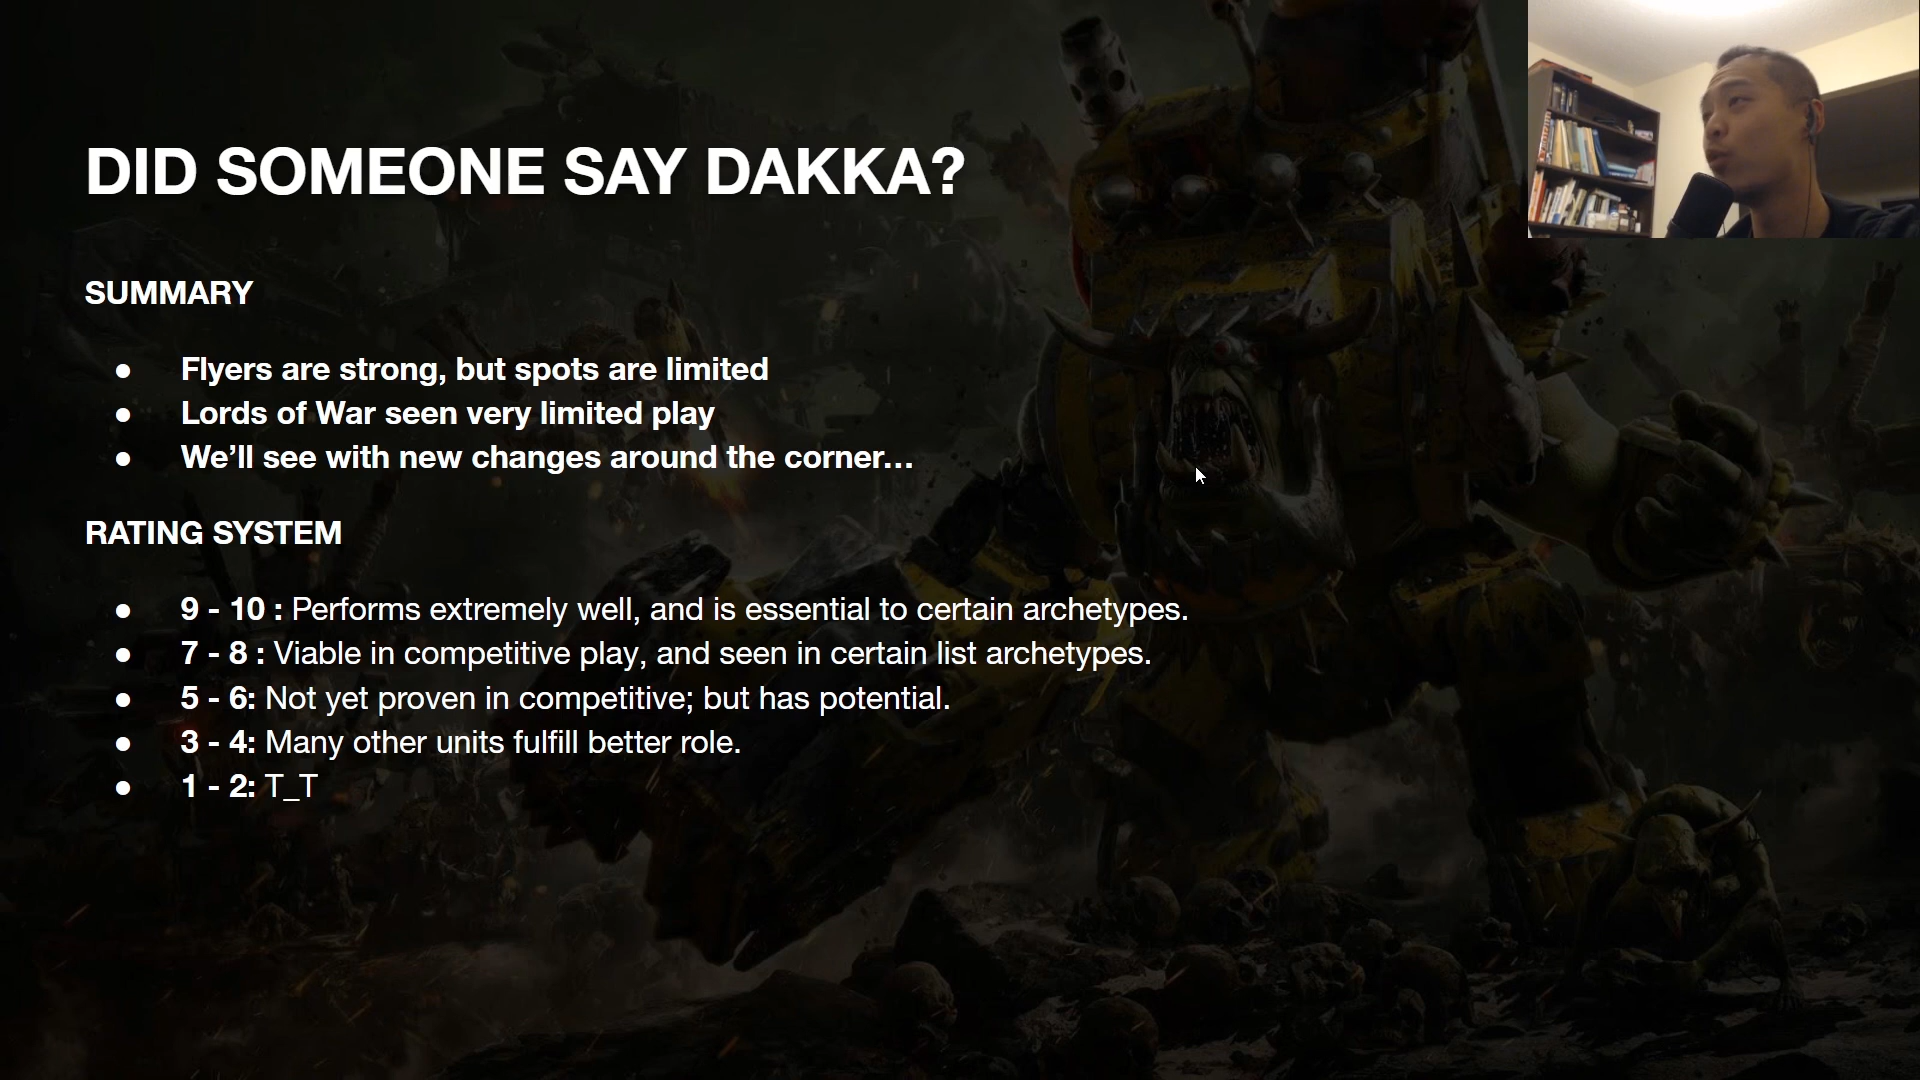 DID SOMEONE SAY DAKKA?
SUMMARY
● Flyers are strong, but spots are limited
● Lords of War seen very limited play
● We’ll see with new changes around the corner…
RATING SYSTEM
● 9 - 10 : Performs extremely well, and is essential to certain archetypes.
● 7 - 8 : Viable in competitive play, and seen in certain list archetypes.
● 5 - 6: Not yet proven in competitive; but has potential.
● 3 - 4: Many other units fulfill better role.
● 1 - 2: T_T